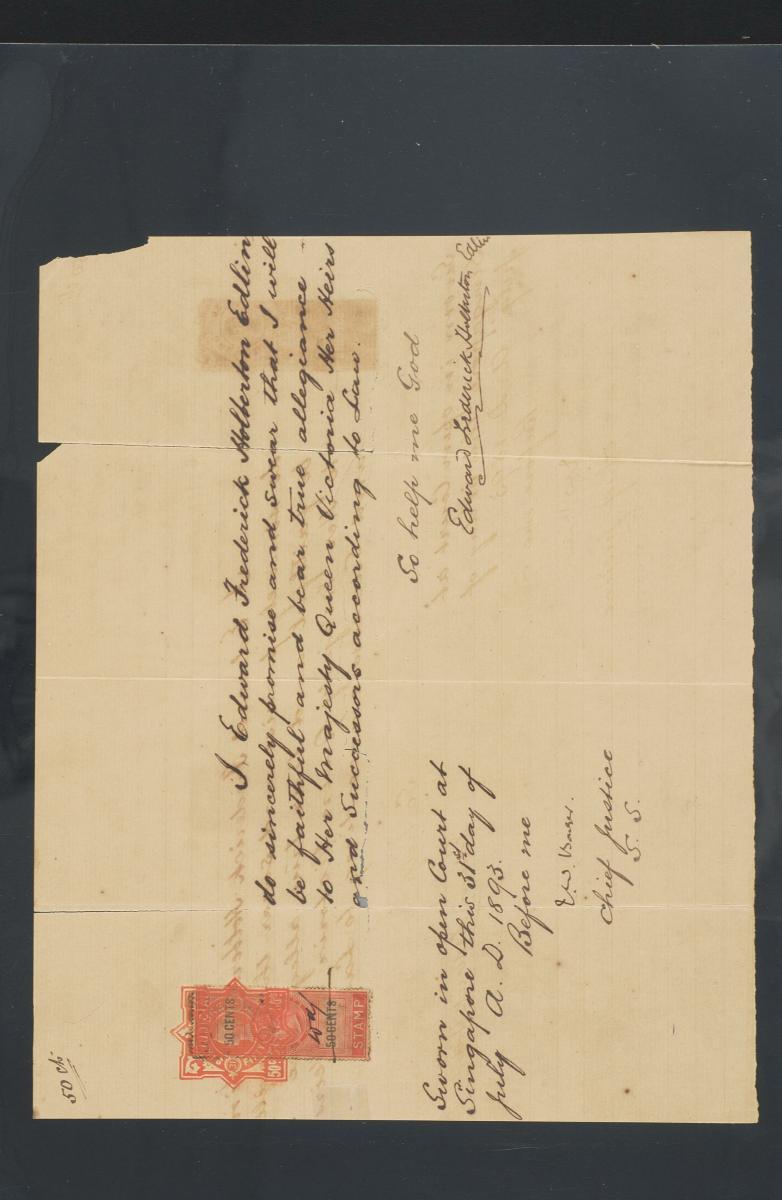 50 cts
50 CENTS
50 CENTS
STAMP
50c
I Edward Frederick Holberton Edlin
do sincerely promise and swear that I will
be faithful and bear true allegiance
to Her Majesty Queen Victoria Her Heirs
and Successors according to Law.
So help me God
Edward Frederick Holberton Edlin
Sworn in open Court at
Singapore this 31st day of
July A. D. 1893.
Before me
Chief Justice
S. S.